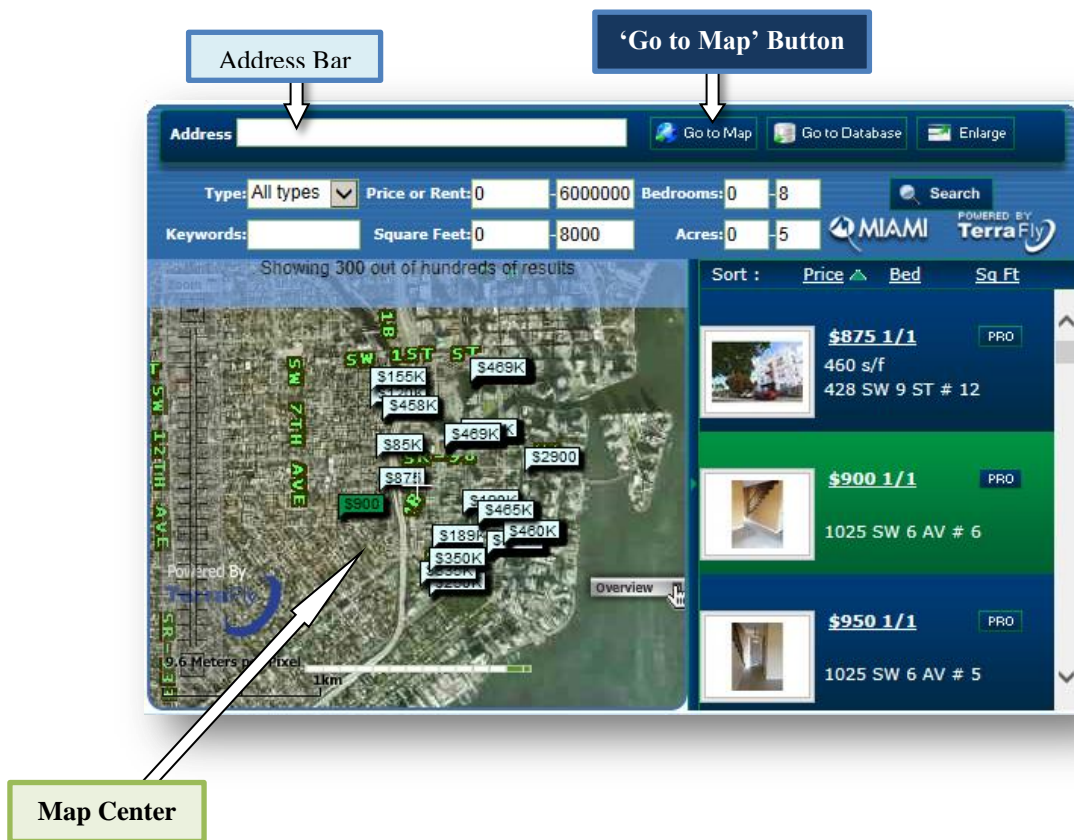 ‘Go to Map’ Button
Address Bar
Address
Go to Map
Go to Database
Enlarge
Type: All types Price or Rent: 0 - 6000000 Bedrooms: 0 - 8 Search
Keywords: Square Feet: 0 - 8000 Acres: 0 - 5 MIAMI POWERED BY TerraFly
Showing 300 out of hundreds of results
Sort : Price Bed Sq Ft
Zoom
SW 1ST ST
SW 7TH AVE
SW 12TH AVE
$155K
$469K
$458K
$469K
$85K
$2900
$875
$900
$465K
$460K
$189K
$350K
Powered By
TerraFly
Overview
9.6 Meters per Pixel
1km
$875 1/1 PRO
460 s/f
428 SW 9 ST # 12
$900 1/1 PRO
1025 SW 6 AV # 6
$950 1/1 PRO
1025 SW 6 AV # 5
Map Center